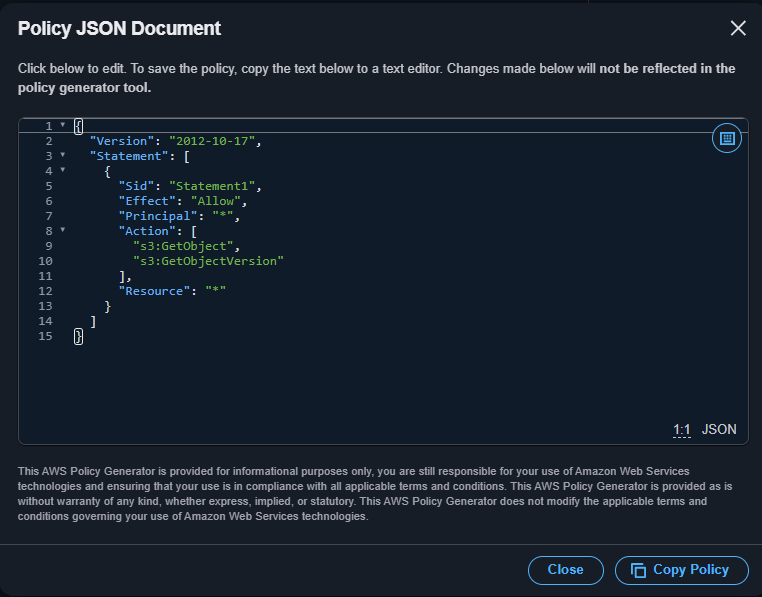 Policy JSON Document
Click below to edit. To save the policy, copy the text below to a text editor. Changes made below will not be reflected in the
policy generator tool.
1 {
2 "Version": "2012-10-17",
3 "Statement": [
4 {
5 "Sid": "Statement1",
6 "Effect": "Allow",
7 "Principal": "*",
8 "Action": [
9 "s3:GetObject",
10 "s3:GetObjectVersion"
11 ],
12 "Resource": "*"
13 }
14 ]
15 }
1:1 JSON
This AWS Policy Generator is provided for informational purposes only, you are still responsible for your use of Amazon Web Services
technologies and ensuring that your use is in compliance with all applicable terms and conditions. This AWS Policy Generator is provided as is
without warranty of any kind, whether express, implied, or statutory. This AWS Policy Generator does not modify the applicable terms and
conditions governing your use of Amazon Web Services technologies.
Close Copy Policy